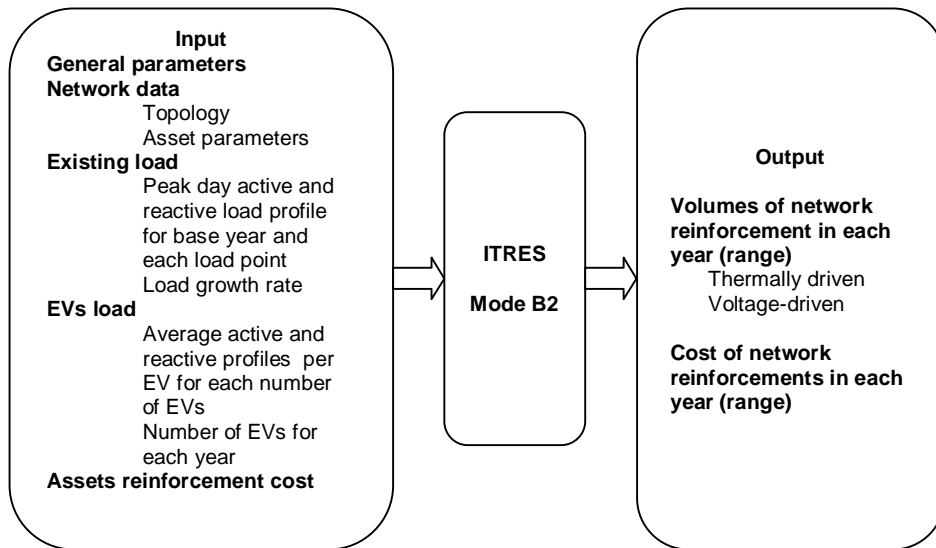 Input
General parameters
Network data
Topology
Asset parameters
Existing load
Peak day active and
reactive load profile
for base year and
each load point
Load growth rate
EVs load
Average active and
reactive profiles per
EV for each number
of EVs
Number of EVs for
each year
Assets reinforcement cost
ITRES
Mode B2
Output
Volumes of network
reinforcement in each
year (range)
Thermally driven
Voltage-driven
Cost of network
reinforcements in each
year (range)